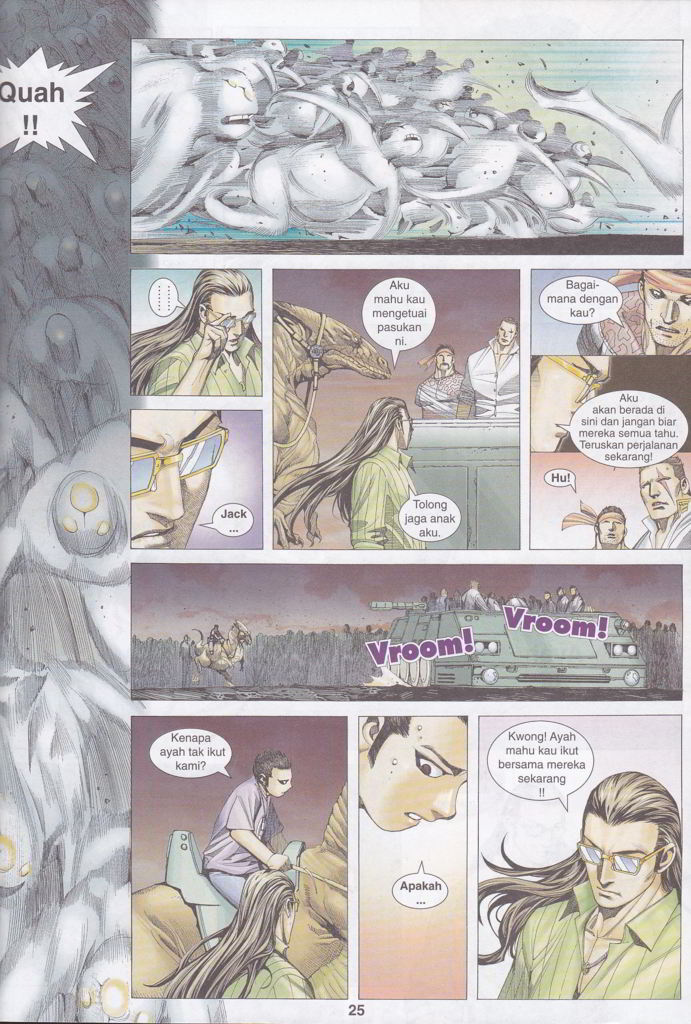 Quah
!!
......
Aku
mahu kau
mengetuai
pasukan
ni.
Bagai-
mana dengan
kau?
Jack
...
Tolong
jaga anak
aku.
Aku
akan berada di
sini dan jangan biar
mereka semua tahu.
Teruskan perjalanan
sekarang!
Hu!
Vroom!
Vroom!
Kenapa
ayah tak ikut
kami?
Apakah
...
Kwong! Ayah
mahu kau ikut
bersama mereka
sekarang
!!
25